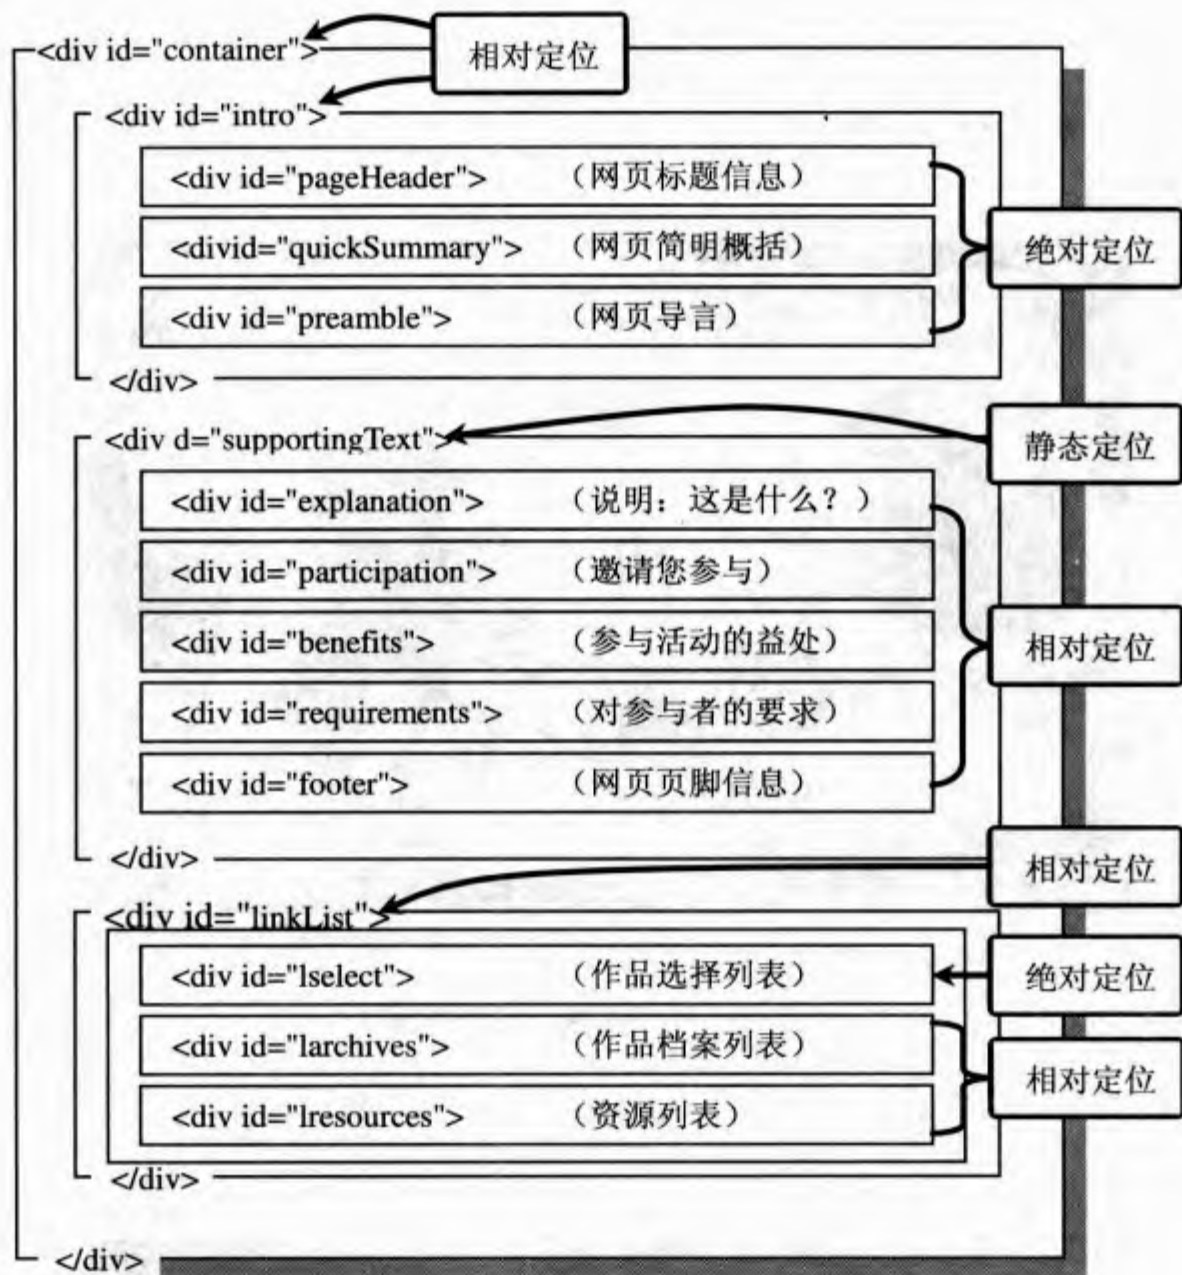 <div id="container">
相对定位
<div id="intro">
<div id="pageHeader"> (网页标题信息)
<divid="quickSummary"> (网页简明概括)
绝对定位
<div id="preamble"> (网页导言)
</div>
<div d="supportingText">
静态定位
<div id="explanation"> (说明：这是什么？)
<div id="participation"> (邀请您参与)
<div id="benefits"> (参与活动的益处)
相对定位
<div id="requirements"> (对参与者的要求)
<div id="footer"> (网页页脚信息)
</div>
相对定位
<div id="linkList">
<div id="lselect"> (作品选择列表)
绝对定位
<div id="larchives"> (作品档案列表)
相对定位
<div id="lresources"> (资源列表)
</div>
</div>